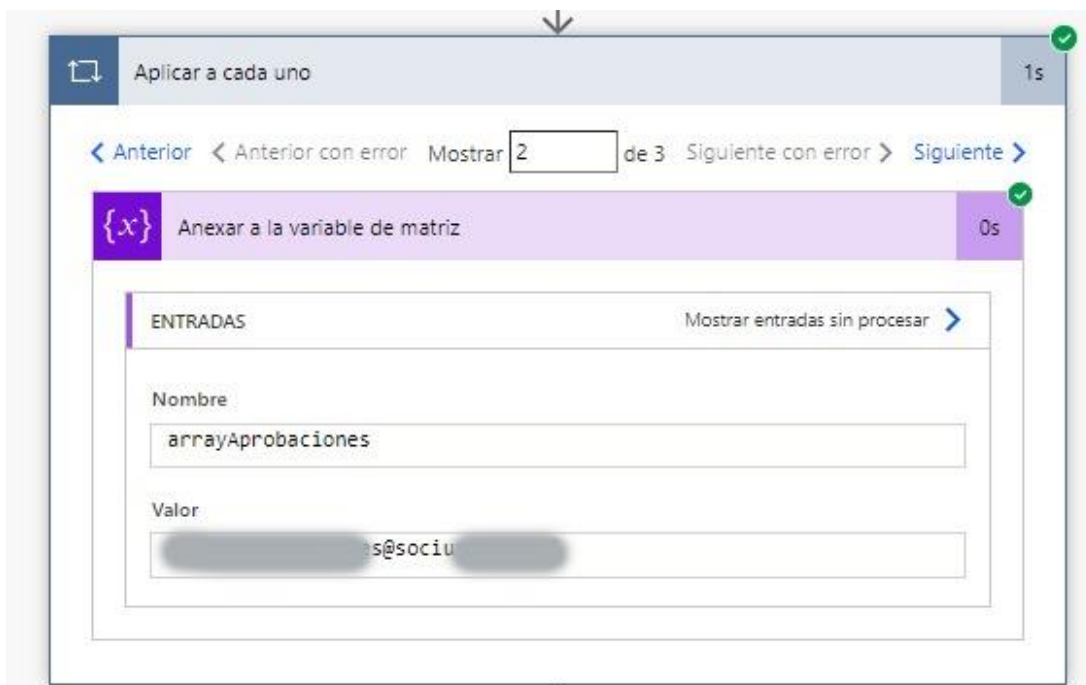 Aplicar a cada uno
1s
Anterior Anterior con error Mostrar 2 de 3 Siguiente con error Siguiente
{x} Anexar a la variable de matriz
0s
ENTRADAS
Mostrar entradas sin procesar
Nombre
arrayAprobaciones
Valor
s@sociu